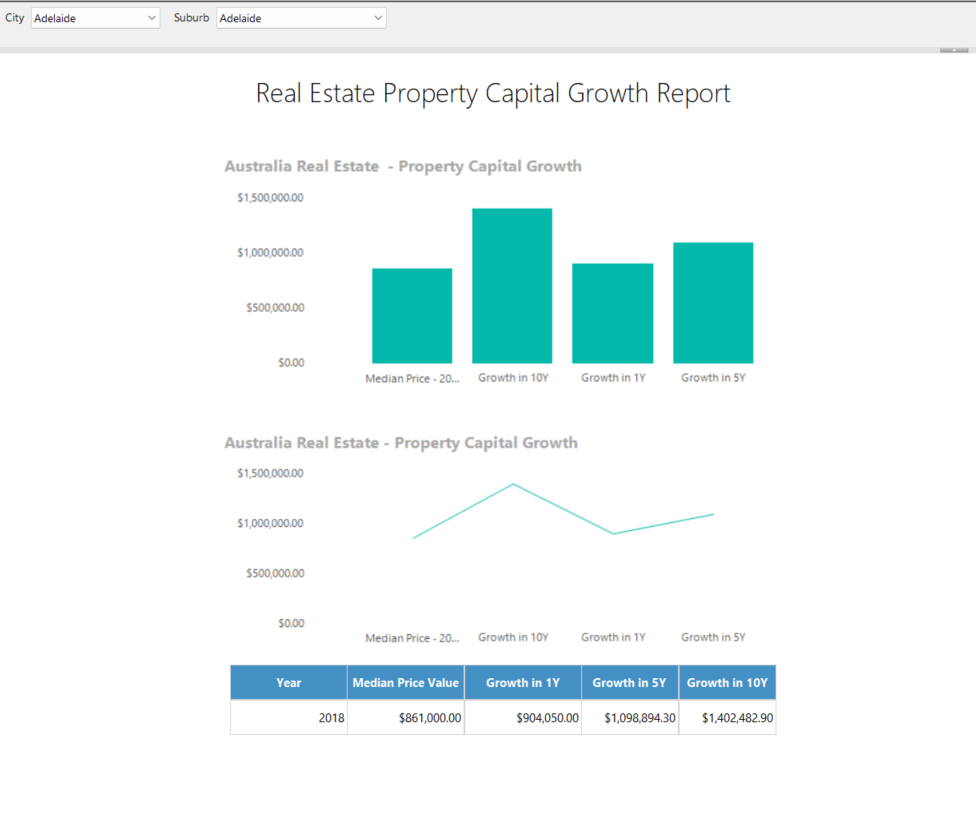 City Adelaide Suburb Adelaide
Real Estate Property Capital Growth Report
Australia Real Estate - Property Capital Growth
$1,500,000.00
$1,000,000.00
$500,000.00
$0.00
Median Price - 20... Growth in 10Y Growth in 1Y Growth in 5Y
Australia Real Estate - Property Capital Growth
$1,500,000.00
$1,000,000.00
$500,000.00
$0.00
Median Price - 20... Growth in 10Y Growth in 1Y Growth in 5Y
Year Median Price Value Growth in 1Y Growth in 5Y Growth in 10Y
2018 $861,000.00 $904,050.00 $1,098,894.30 $1,402,482.90